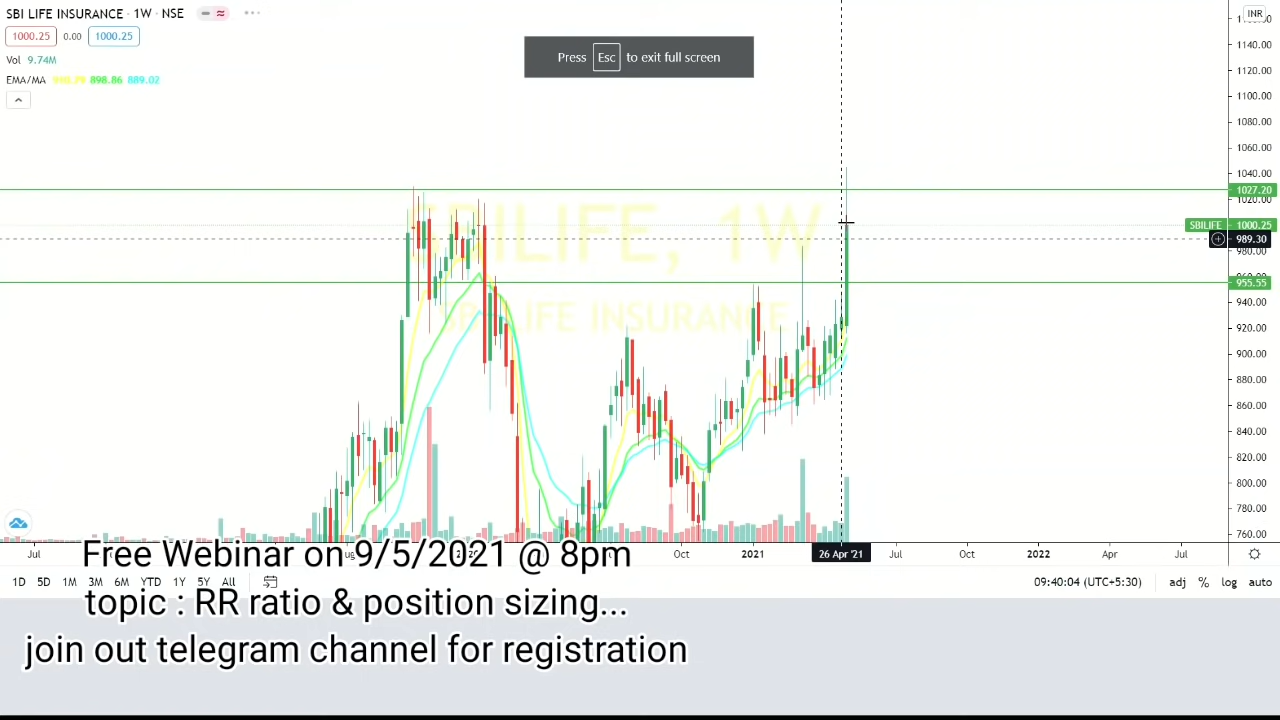 SBI LIFE INSURANCE · 1W · NSE
INR
1000.25 0.00 1000.25
Press Esc to exit full screen
Vol 9.74M
EMA/MA 898.86 889.02
1140.00
1120.00
1100.00
1080.00
1060.00
1040.00
1027.20
1020.00
SBILIFE 1000.25
989.30
980.00
960.00
955.55
940.00
920.00
900.00
880.00
860.00
840.00
820.00
800.00
780.00
760.00
SBILIFE, 1W
SBI LIFE INSURANCE
Jul Oct 2021 26 Apr '21 Jul Oct 2022 Apr Jul
1D 5D 1M 3M 6M YTD 1Y 5Y All
09:40:04 (UTC+5:30) adj % log auto
Free Webinar on 9/5/2021 @ 8pm
topic : RR ratio & position sizing...
join out telegram channel for registration